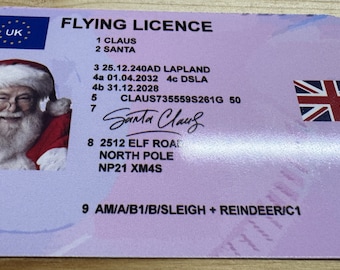 UK
FLYING LICENCE
1 CLAUS
2 SANTA
3 25.12.240AD LAPLAND
4a 01.04.2032 4c DSLA
4b 31.12.2028
5 CLAUS735559S261G 50
7 Santa Claus
8 2512 ELF ROAD
NORTH POLE
NP21 XM4S
9 AM/A/B1/B/SLEIGH + REINDEER/C1